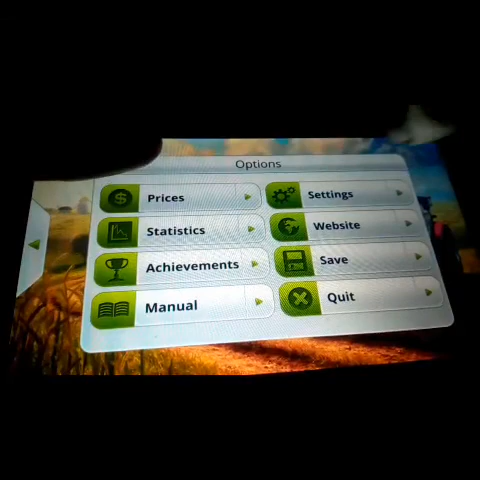 Options
Prices
Settings
Statistics
Website
Achievements
Save
Manual
Quit